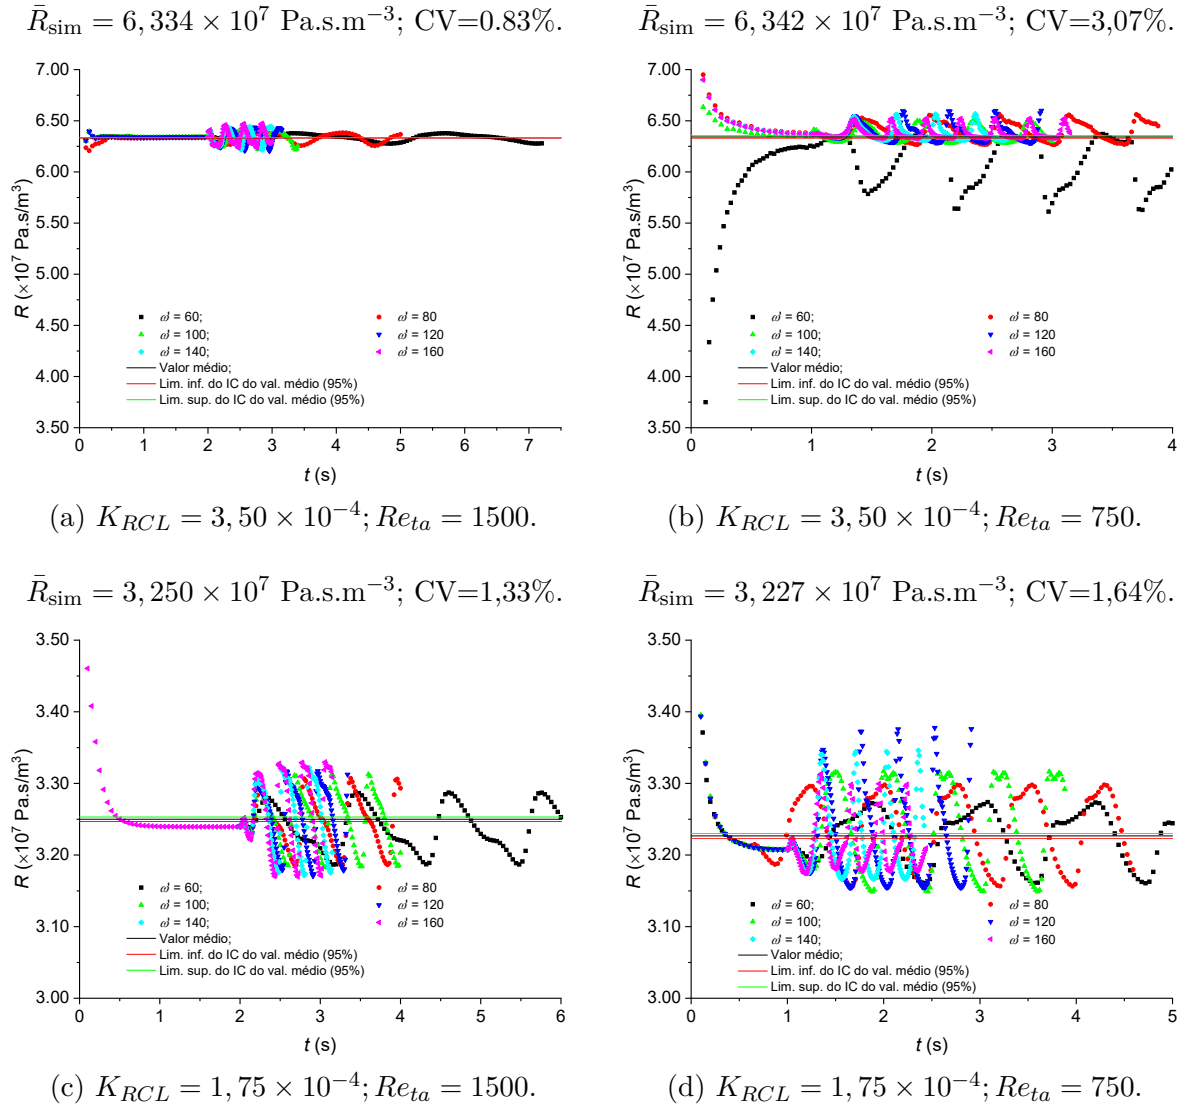 R̄sim = 6,334 × 10⁷ Pa.s.m⁻³; CV=0.83%.
7.00
6.50
6.00
5.50
5.00
4.50
4.00
3.50
R (×10⁷ Pa.s/m³)
ω = 60;
ω = 80
ω = 100;
ω = 120
ω = 140;
ω = 160
Valor médio;
Lim. inf. do IC do val. médio (95%)
Lim. sup. do IC do val. médio (95%)
0 1 2 3 4 5 6 7
t (s)
(a) K_RCL = 3,50 × 10⁻⁴; Re_ta = 1500.
R̄sim = 6,342 × 10⁷ Pa.s.m⁻³; CV=3,07%.
7.00
6.50
6.00
5.50
5.00
4.50
4.00
3.50
R (×10⁷ Pa.s/m³)
ω = 60;
ω = 80
ω = 100;
ω = 120
ω = 140;
ω = 160
Valor médio;
Lim. inf. do IC do val. médio (95%)
Lim. sup. do IC do val. médio (95%)
0 1 2 3 4
t (s)
(b) K_RCL = 3,50 × 10⁻⁴; Re_ta = 750.
R̄sim = 3,250 × 10⁷ Pa.s.m⁻³; CV=1,33%.
3.50
3.40
3.30
3.20
3.10
3.00
R (×10⁷ Pa.s/m³)
ω = 60;
ω = 80
ω = 100;
ω = 120
ω = 140;
ω = 160
Valor médio;
Lim. inf. do IC do val. médio (95%)
Lim. sup. do IC do val. médio (95%)
0 1 2 3 4 5 6
t (s)
(c) K_RCL = 1,75 × 10⁻⁴; Re_ta = 1500.
R̄sim = 3,227 × 10⁷ Pa.s.m⁻³; CV=1,64%.
3.50
3.40
3.30
3.20
3.10
3.00
R (×10⁷ Pa.s/m³)
ω = 60;
ω = 80
ω = 100;
ω = 120
ω = 140;
ω = 160
Valor médio;
Lim. inf. do IC do val. médio (95%)
Lim. sup. do IC do val. médio (95%)
0 1 2 3 4 5
t (s)
(d) K_RCL = 1,75 × 10⁻⁴; Re_ta = 750.